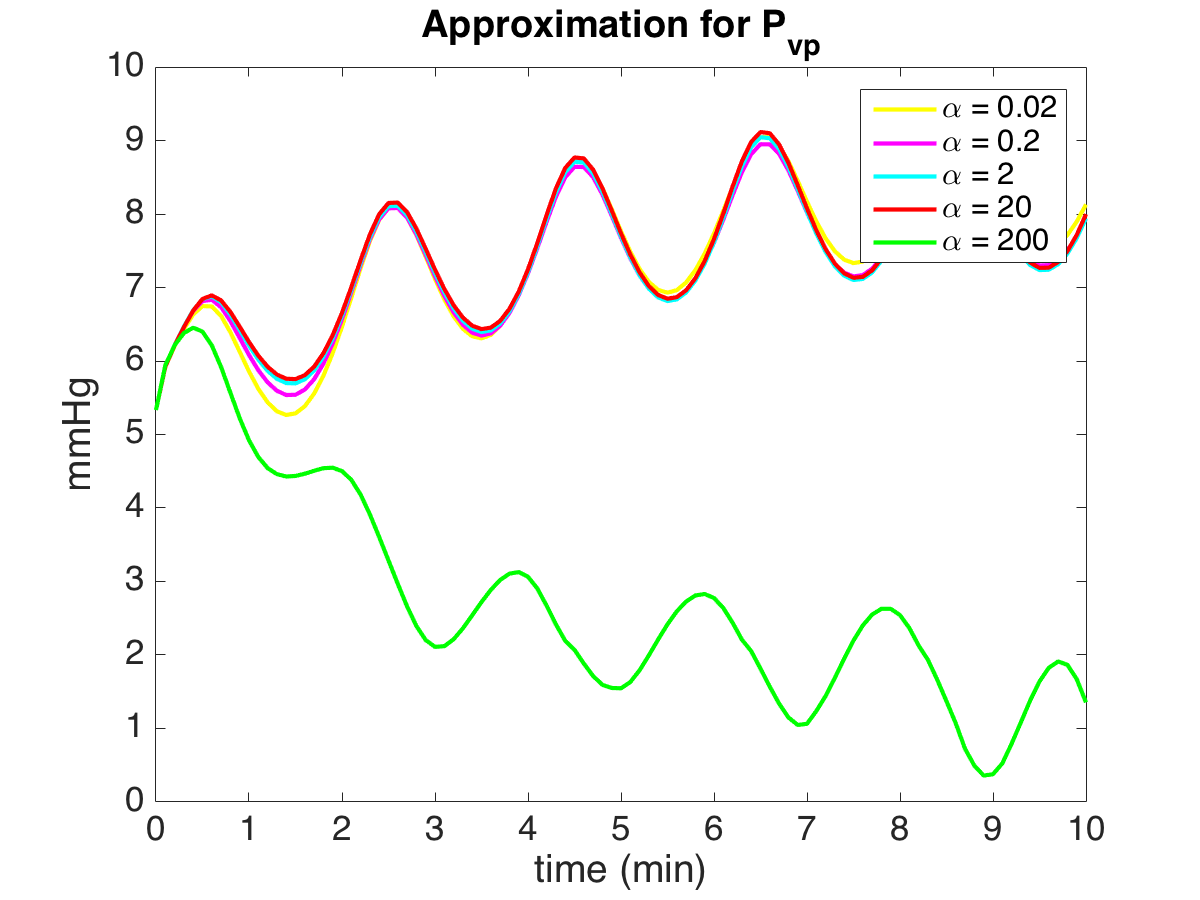 Approximation for P_vp
10
9
8
7
6
5
4
3
2
1
0
mmHg
α = 0.02
α = 0.2
α = 2
α = 20
α = 200
0 1 2 3 4 5 6 7 8 9 10
time (min)